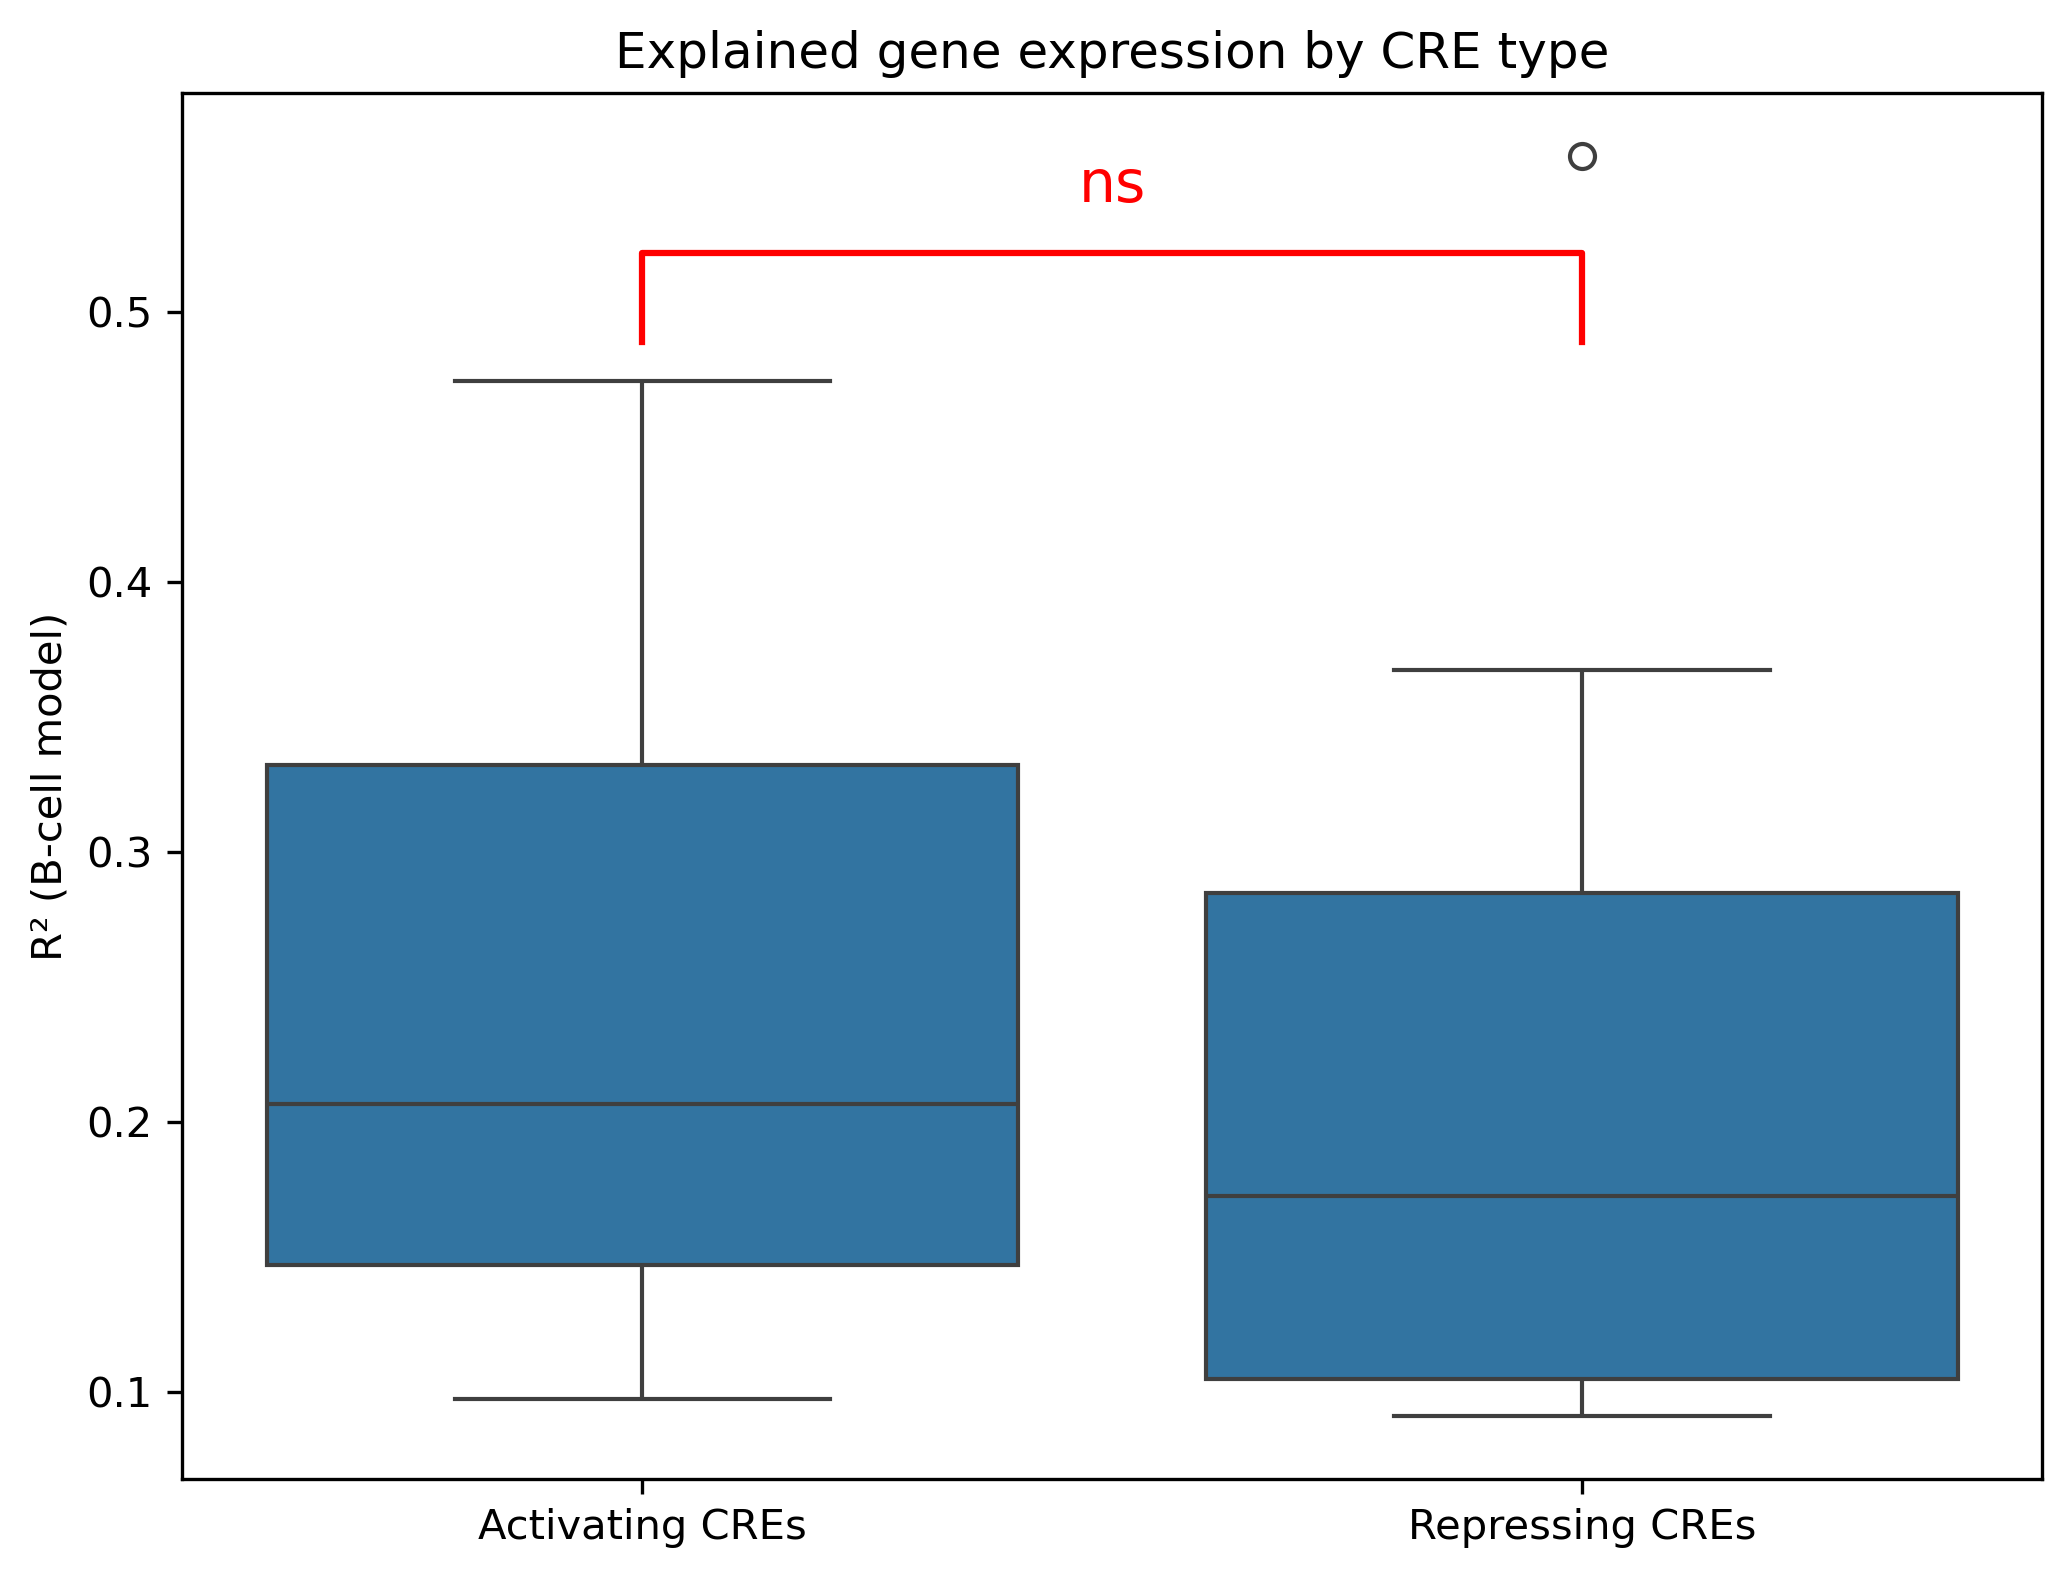 Explained gene expression by CRE type
ns
R² (B-cell model)
0.5
0.4
0.3
0.2
0.1
Activating CREs
Repressing CREs